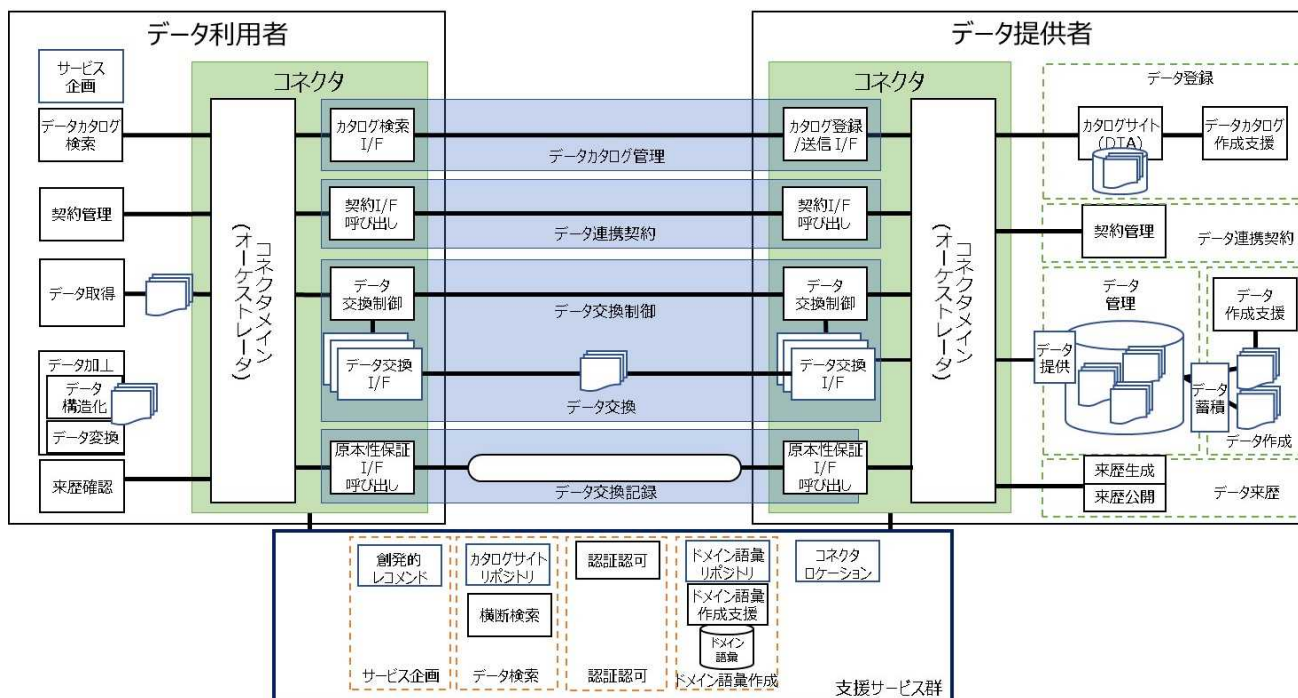 データ利用者
サービス
企画
データカタログ
検索
契約管理
データ取得
データ加工
データ
構造化
データ変換
来歴確認
コネクタ
コネクタメイン
(オーケストレータ)
カタログ検索
I/F
契約I/F
呼び出し
データ
交換制御
データ交換
I/F
原本性保証
I/F
呼び出し
データカタログ管理
データ連携契約
データ交換制御
データ交換
データ交換記録
データ提供者
コネクタ
カタログ登録
/送信 I/F
契約I/F
呼び出し
データ
交換制御
データ交換
I/F
原本性保証
I/F
呼び出し
コネクタメイン
(オーケストレータ)
データ登録
カタログサイト
(DTA)
データカタログ
作成支援
契約管理
データ連携契約
データ
管理
データ
提供
データ
蓄積
データ
作成支援
データ作成
来歴生成
来歴公開
データ来歴
創発的
レコメンド
サービス企画
カタログサイト
リポジトリ
横断検索
データ検索
認証認可
認証認可
ドメイン語彙
リポジトリ
ドメイン語彙
作成支援
ドメイン
語彙
ドメイン語彙作成
コネクタ
ロケーション
支援サービス群